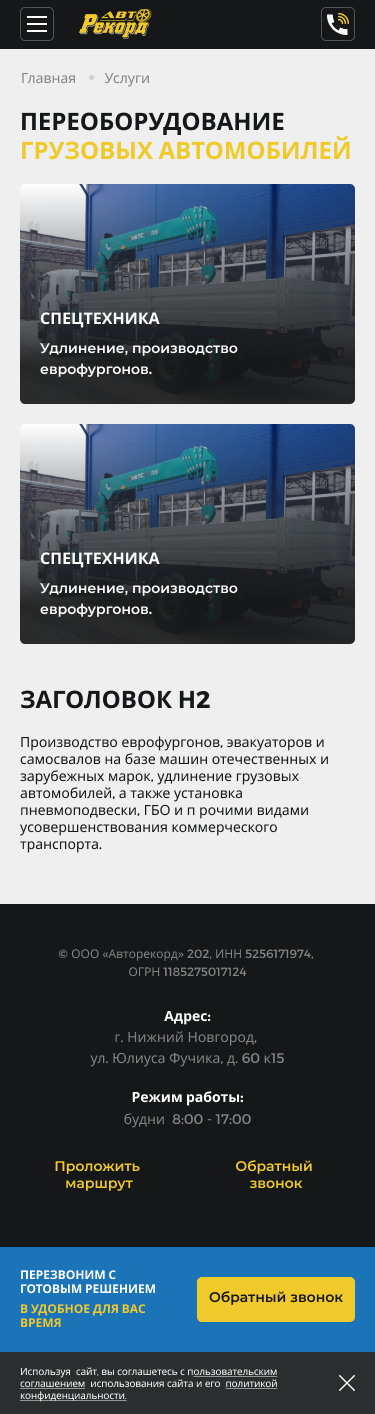 АВТО
Рекорд
Главная • Услуги
ПЕРЕОБОРУДОВАНИЕ
ГРУЗОВЫХ АВТОМОБИЛЕЙ
СПЕЦТЕХНИКА
Удлинение, производство
еврофургонов.
СПЕЦТЕХНИКА
Удлинение, производство
еврофургонов.
ЗАГОЛОВОК H2
Производство еврофургонов, эвакуаторов и
самосвалов на базе машин отечественных и
зарубежных марок, удлинение грузовых
автомобилей, а также установка
пневмоподвески, ГБО и п рочими видами
усовершенствования коммерческого
транспорта.
© ООО «Авторекорд» 202, ИНН 5256171974,
ОГРН 1185275017124
Адрес:
г. Нижний Новгород,
ул. Юлиуса Фучика, д. 60 к15
Режим работы:
будни 8:00 - 17:00
Проложить
маршрут
Обратный
звонок
ПЕРЕЗВОНИМ С
ГОТОВЫМ РЕШЕНИЕМ
В УДОБНОЕ ДЛЯ ВАС
ВРЕМЯ
Обратный звонок
Используя сайт, вы соглашетесь с пользовательским
соглашением использования сайта и его политикой
конфиденциальности.